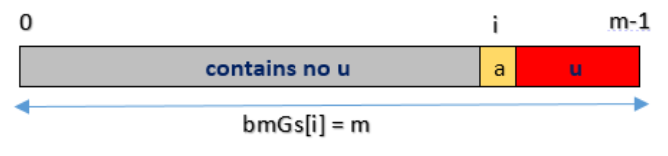 0 i m-1
contains no u a u
bmGs[i] = m